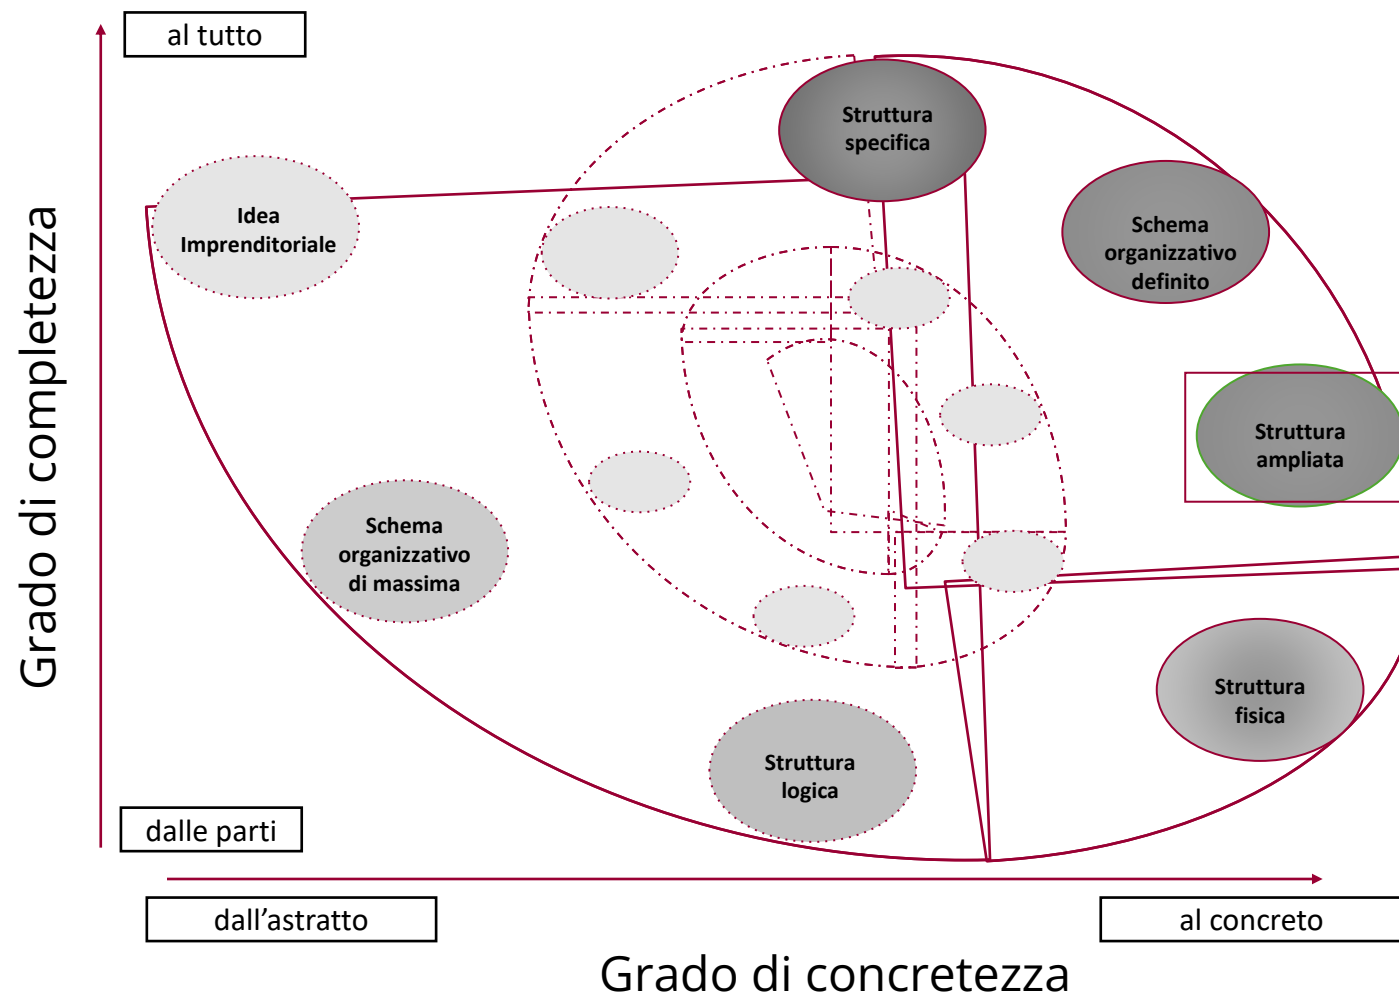 al tutto
Struttura
specifica
Idea
Imprenditoriale
Schema
organizzativo
definito
Grado di completezza
Struttura
ampliata
Schema
organizzativo
di massima
Struttura
fisica
Struttura
logica
dalle parti
dall’astratto
al concreto
Grado di concretezza